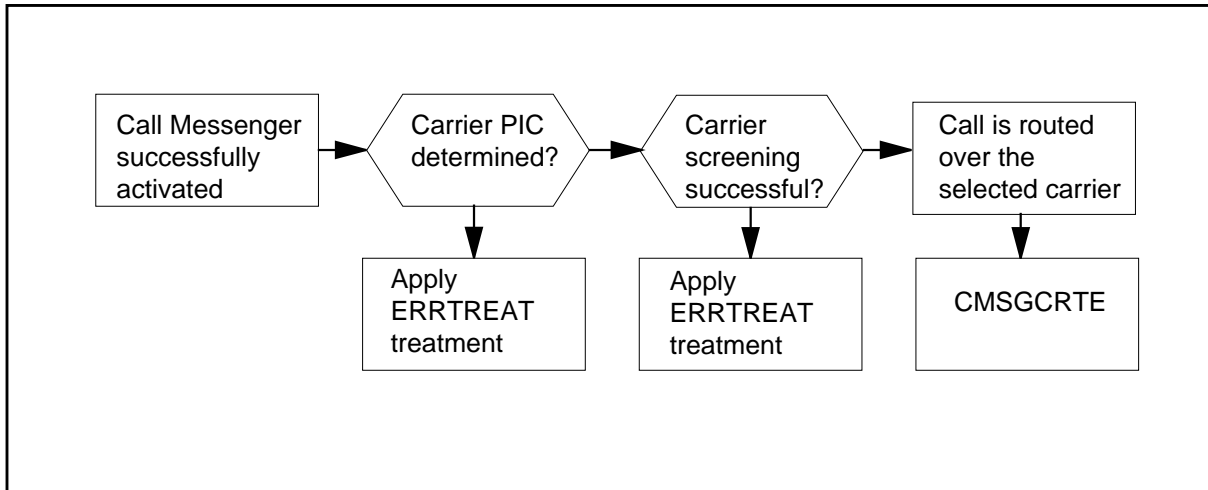 Call Messenger
successfully
activated
Carrier PIC
determined?
Carrier
screening
successful?
Call is routed
over the
selected carrier
Apply
ERRTREAT
treatment
Apply
ERRTREAT
treatment
CMSGCRTE